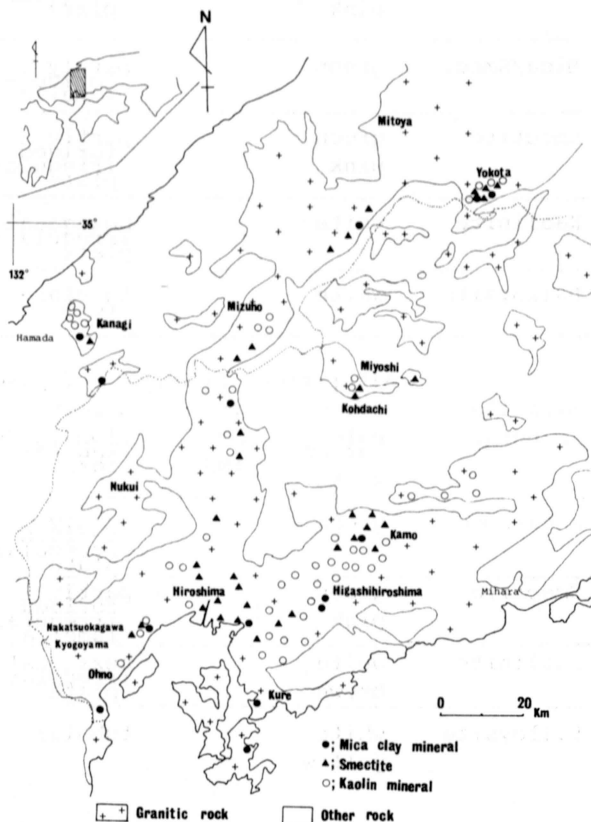 N
Mitoya
Yokota
35°
132°
Kanagi
Mizuho
Hamada
Miyoshi
Kohdachi
Nukui
Kamo
Hiroshima
Higashihiroshima
Mihara
Nakatsuokagawa
Kyogoyama
Ohno
Kure
0 20
Km
●; Mica clay mineral
▲; Smectite
○; Kaolin mineral
Granitic rock Other rock